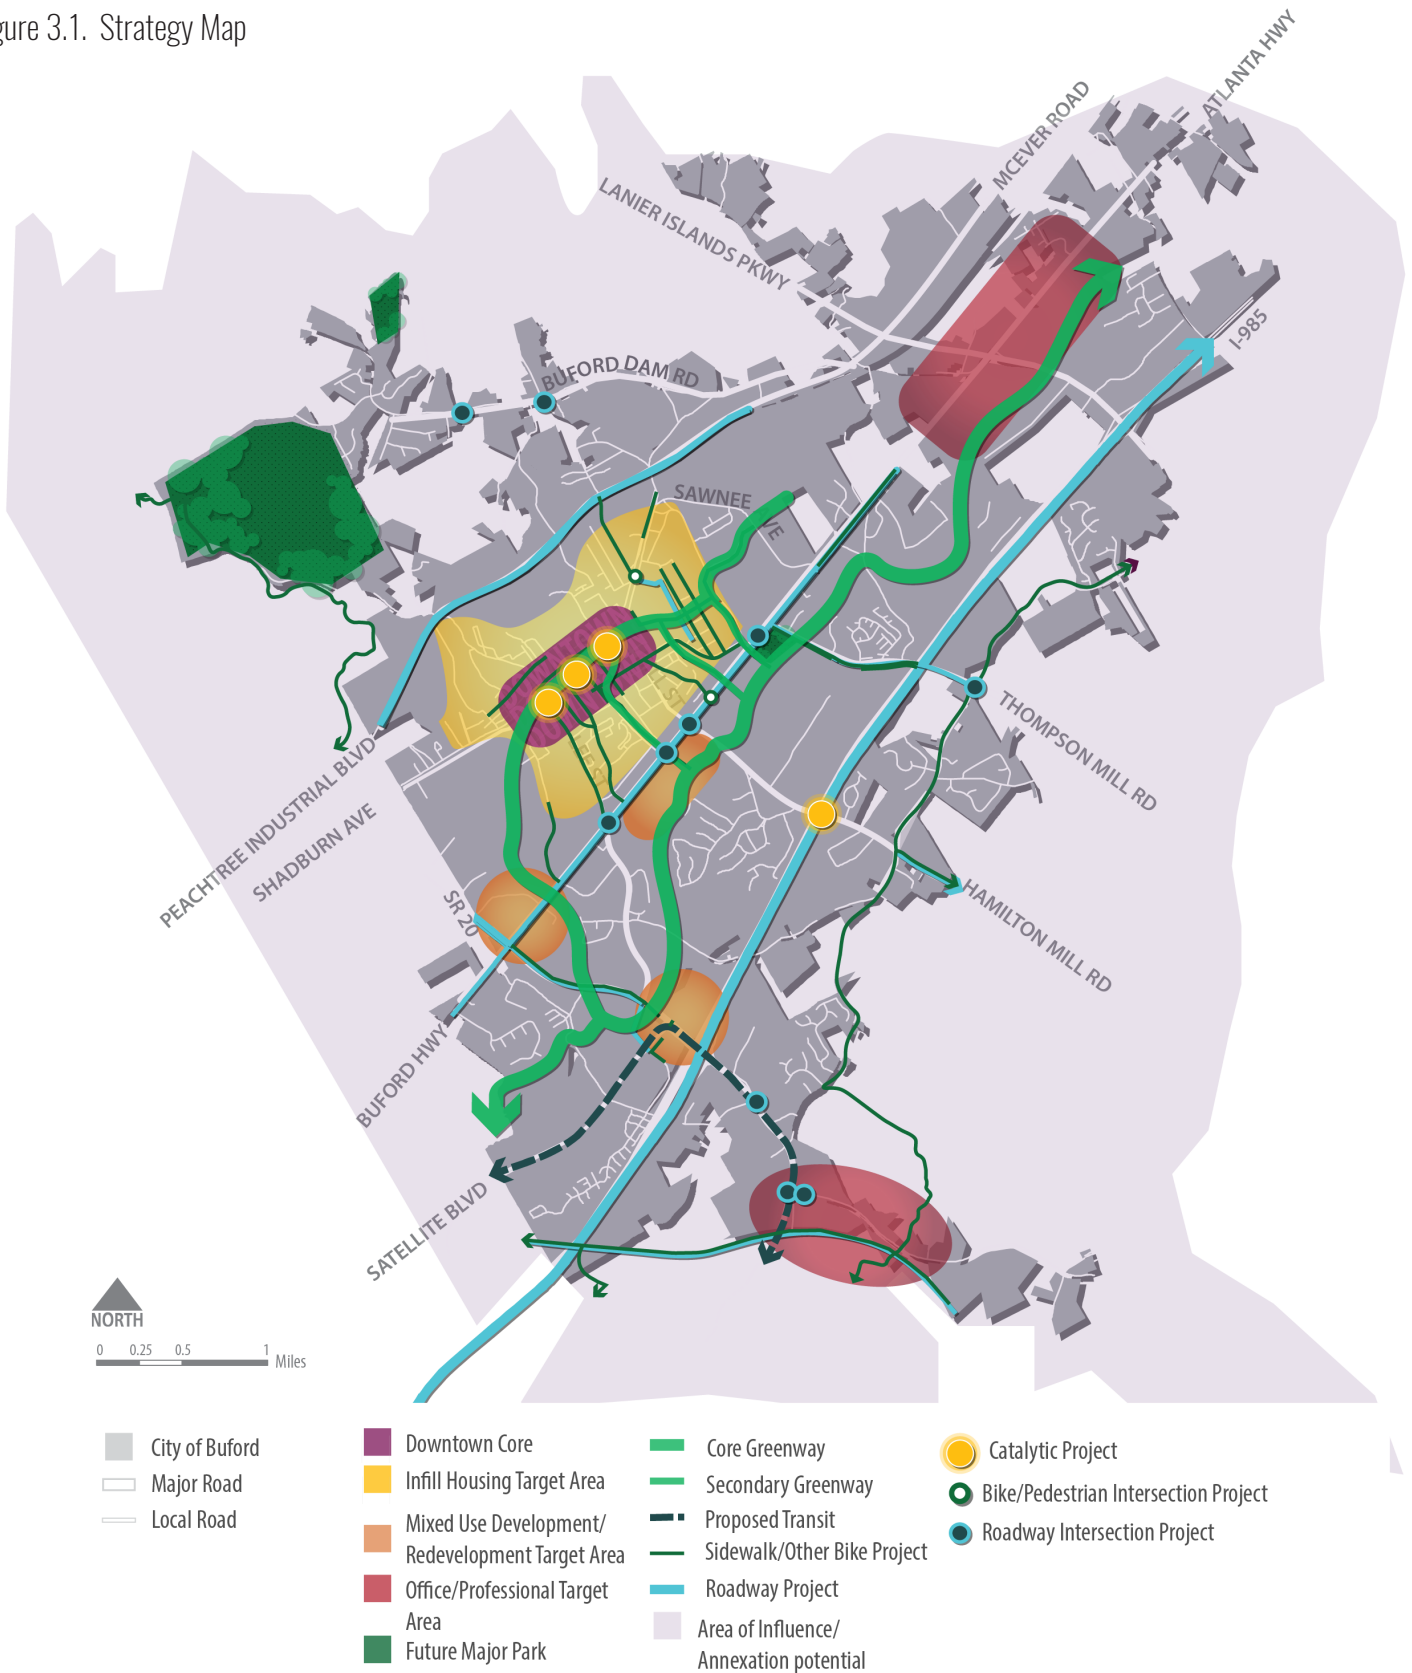 gure 3.1. Strategy Map
ATLANTA HWY
MCEVER ROAD
LANIER ISLANDS PKWY
I-985
BUFORD DAM RD
SAWNEE AVE
THOMPSON MILL RD
PEACHTREE INDUSTRIAL BLVD
SHADBURN AVE
SR 20
HAMILTON MILL RD
BUFORD HWY
SATELLITE BLVD
NORTH
0 0.25 0.5 1 Miles
City of Buford
Major Road
Local Road
Downtown Core
Infill Housing Target Area
Mixed Use Development/
Redevelopment Target Area
Office/Professional Target
Area
Future Major Park
Core Greenway
Secondary Greenway
Proposed Transit
Sidewalk/Other Bike Project
Roadway Project
Area of Influence/
Annexation potential
Catalytic Project
Bike/Pedestrian Intersection Project
Roadway Intersection Project